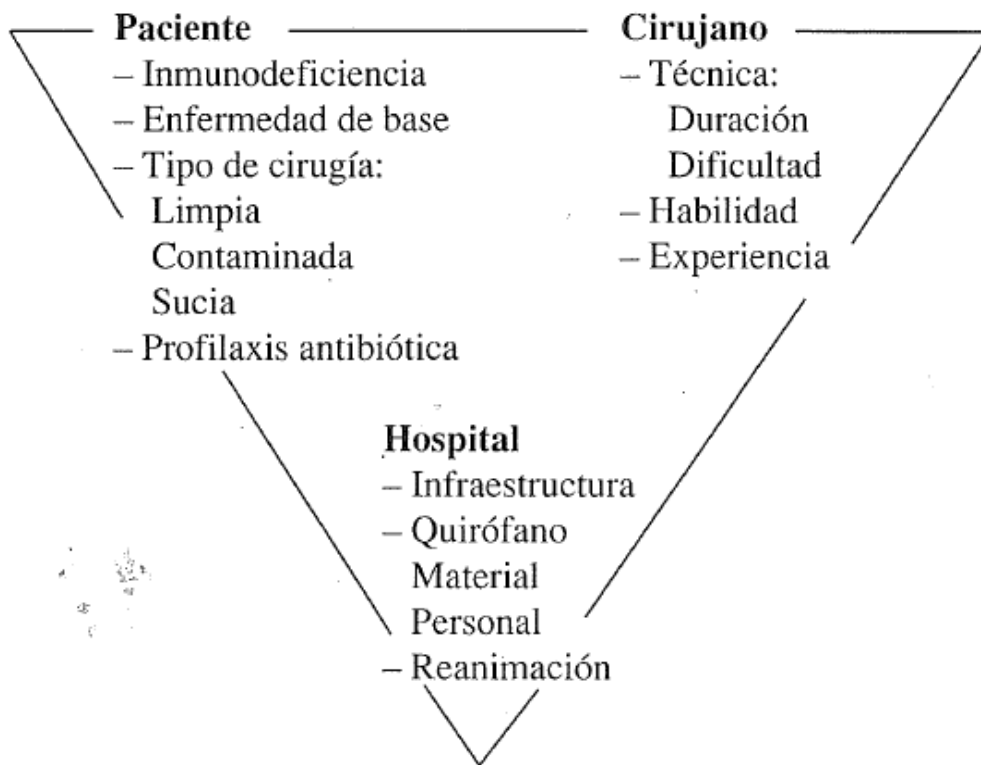 Paciente
– Inmunodeficiencia
– Enfermedad de base
– Tipo de cirugía:
Limpia
Contaminada
Sucia
– Profilaxis antibiótica
Cirujano
– Técnica:
Duración
Dificultad
– Habilidad
– Experiencia
Hospital
– Infraestructura
– Quirófano
Material
Personal
– Reanimación